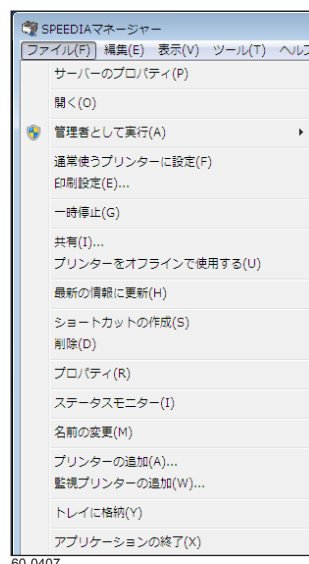 SPEEDIAマネージャー
ファイル(F) 編集(E) 表示(V) ツール(T) ヘルプ
サーバーのプロパティ(P)
開く(O)
管理者として実行(A)
通常使うプリンターに設定(F)
印刷設定(E)...
一時停止(G)
共有(I)...
プリンターをオフラインで使用する(U)
最新の情報に更新(H)
ショートカットの作成(S)
削除(D)
プロパティ(R)
ステータスモニター(I)
名前の変更(M)
プリンターの追加(A)...
監視プリンターの追加(W)...
トレイに格納(Y)
アプリケーションの終了(X)
60-0407